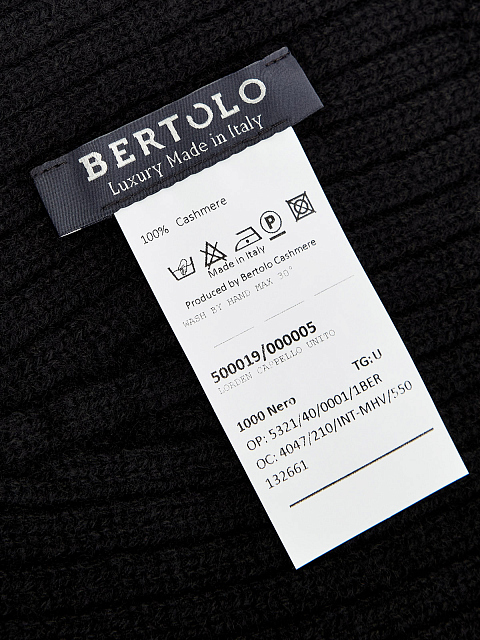 BERTOLO
Luxury Made in Italy
100% Cashmere
P
Made in Italy
Produced by Bertolo Cashmere
WASH BY HAND MAX 30°
500019/000005
LORDEN CAPPELLO UNITO
TG:U
1000 Nero
OP: 5321/40/0001/1BER
OC: 4047/210/INT-MHV/550
132661